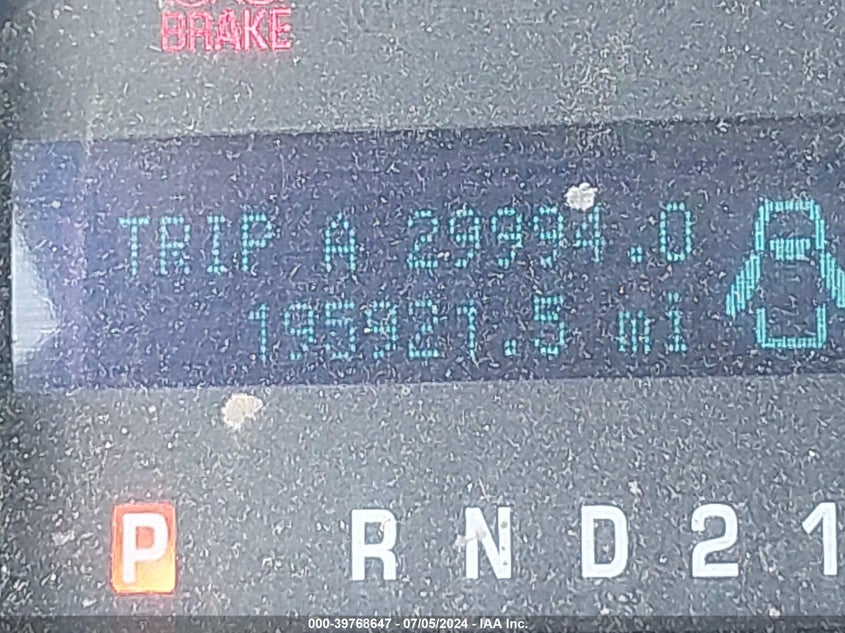 BRAKE
TRIP A 29994.0
195921.5 mi
P R N D 2 1
000-39768647 - 07/05/2024 - IAA Inc.